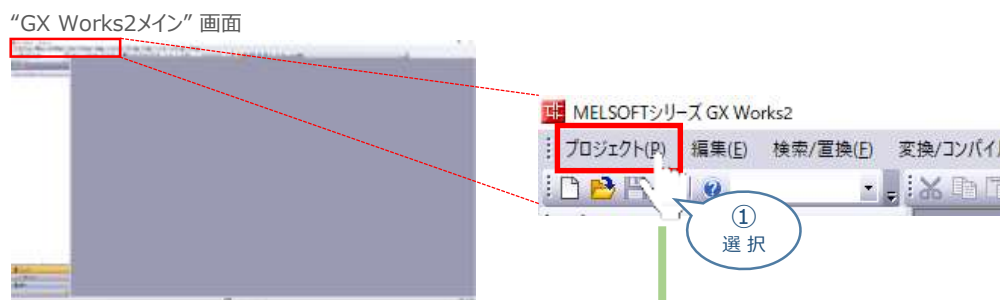 “GX Works2メイン” 画面
MELSOFTシリーズ GX Works2
プロジェクト(P) 編集(E) 検索/置換(F) 変換/コンパイル
①
選 択